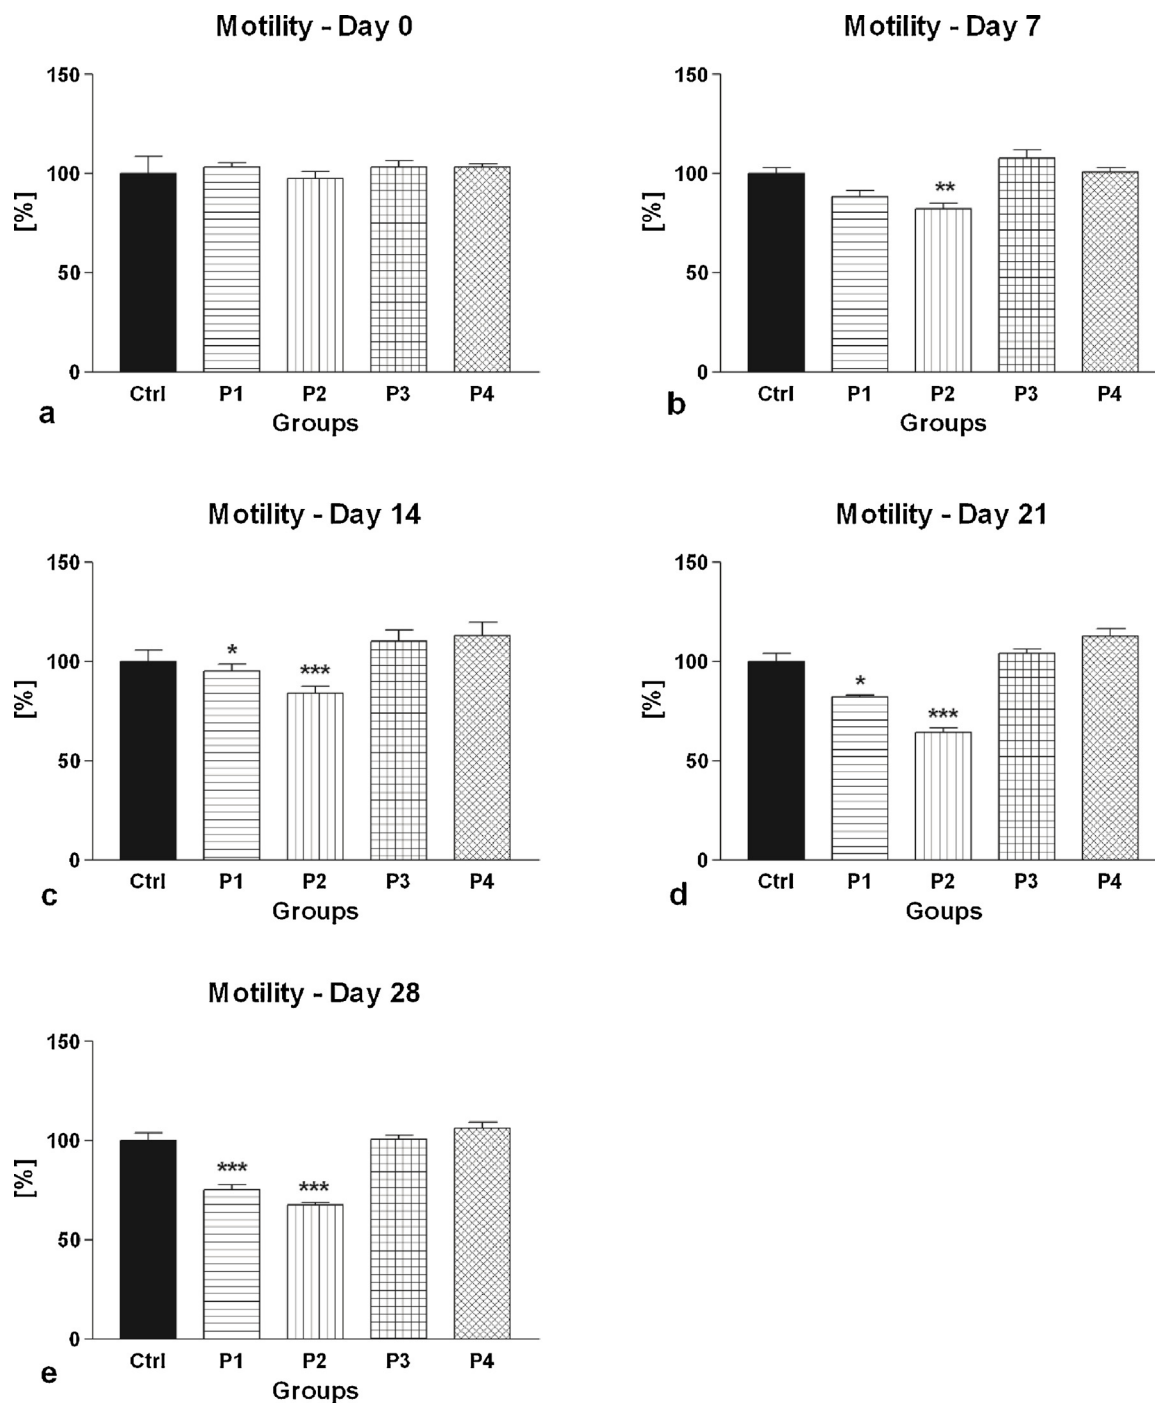 Motility - Day 0
150
100
50
0
[%]
Ctrl P1 P2 P3 P4
Groups
a
Motility - Day 7
150
100
50
0
[%]
**
Ctrl P1 P2 P3 P4
Groups
b
Motility - Day 14
150
100
50
0
[%]
* ***
Ctrl P1 P2 P3 P4
Groups
c
Motility - Day 21
150
100
50
0
[%]
* ***
Ctrl P1 P2 P3 P4
Goups
d
Motility - Day 28
150
100
50
0
[%]
*** ***
Ctrl P1 P2 P3 P4
Groups
e